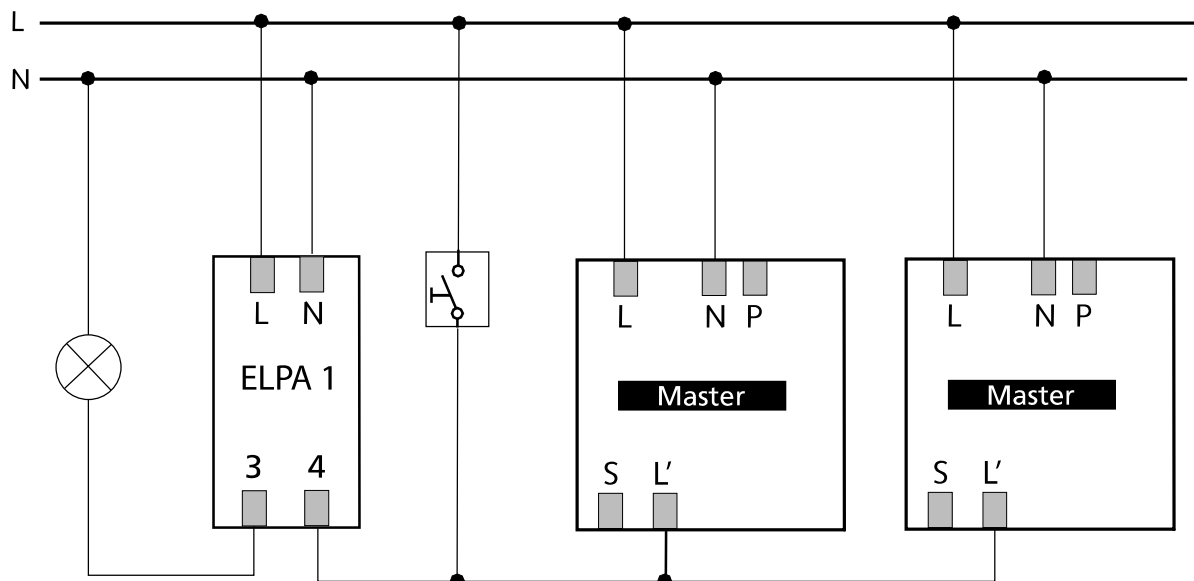 L
N
L N
ELPA 1
3 4
L N P
Master
S L’
L N P
Master
S L’